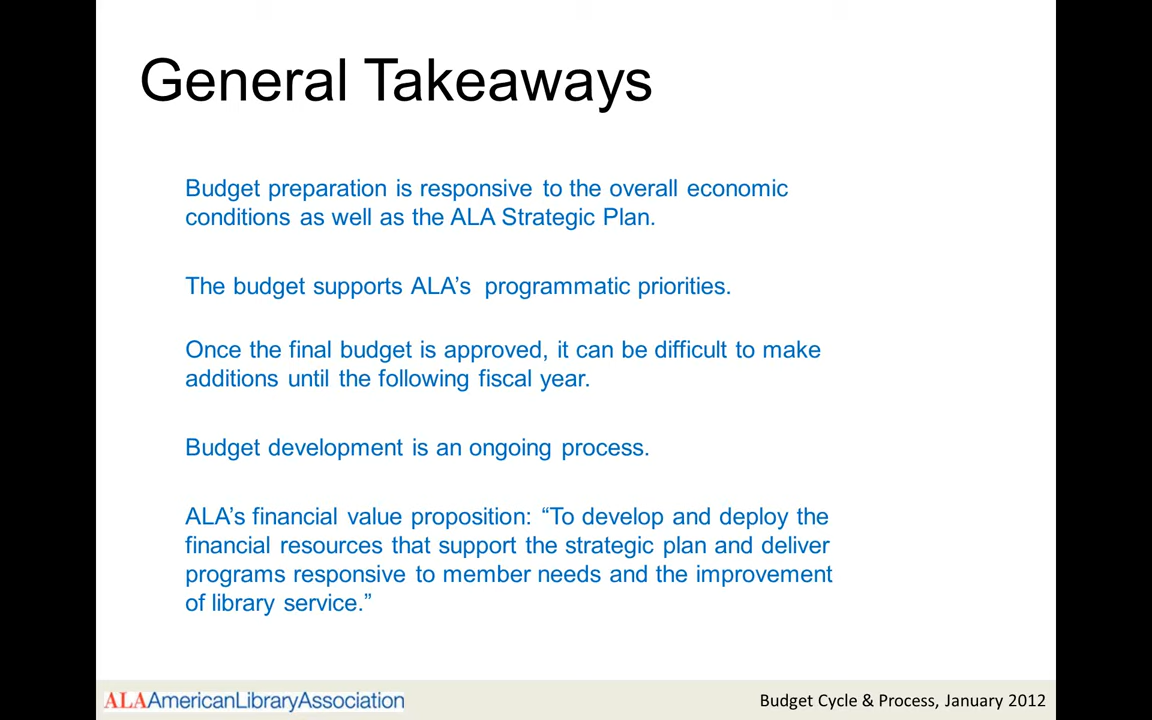 General Takeaways
Budget preparation is responsive to the overall economic
conditions as well as the ALA Strategic Plan.
The budget supports ALA’s  programmatic priorities.
Once the final budget is approved, it can be difficult to make
additions until the following fiscal year.
Budget development is an ongoing process.
ALA’s financial value proposition: “To develop and deploy the
financial resources that support the strategic plan and deliver
programs responsive to member needs and the improvement
of library service.”
ALAAmericanLibraryAssociation
Budget Cycle & Process, January 2012